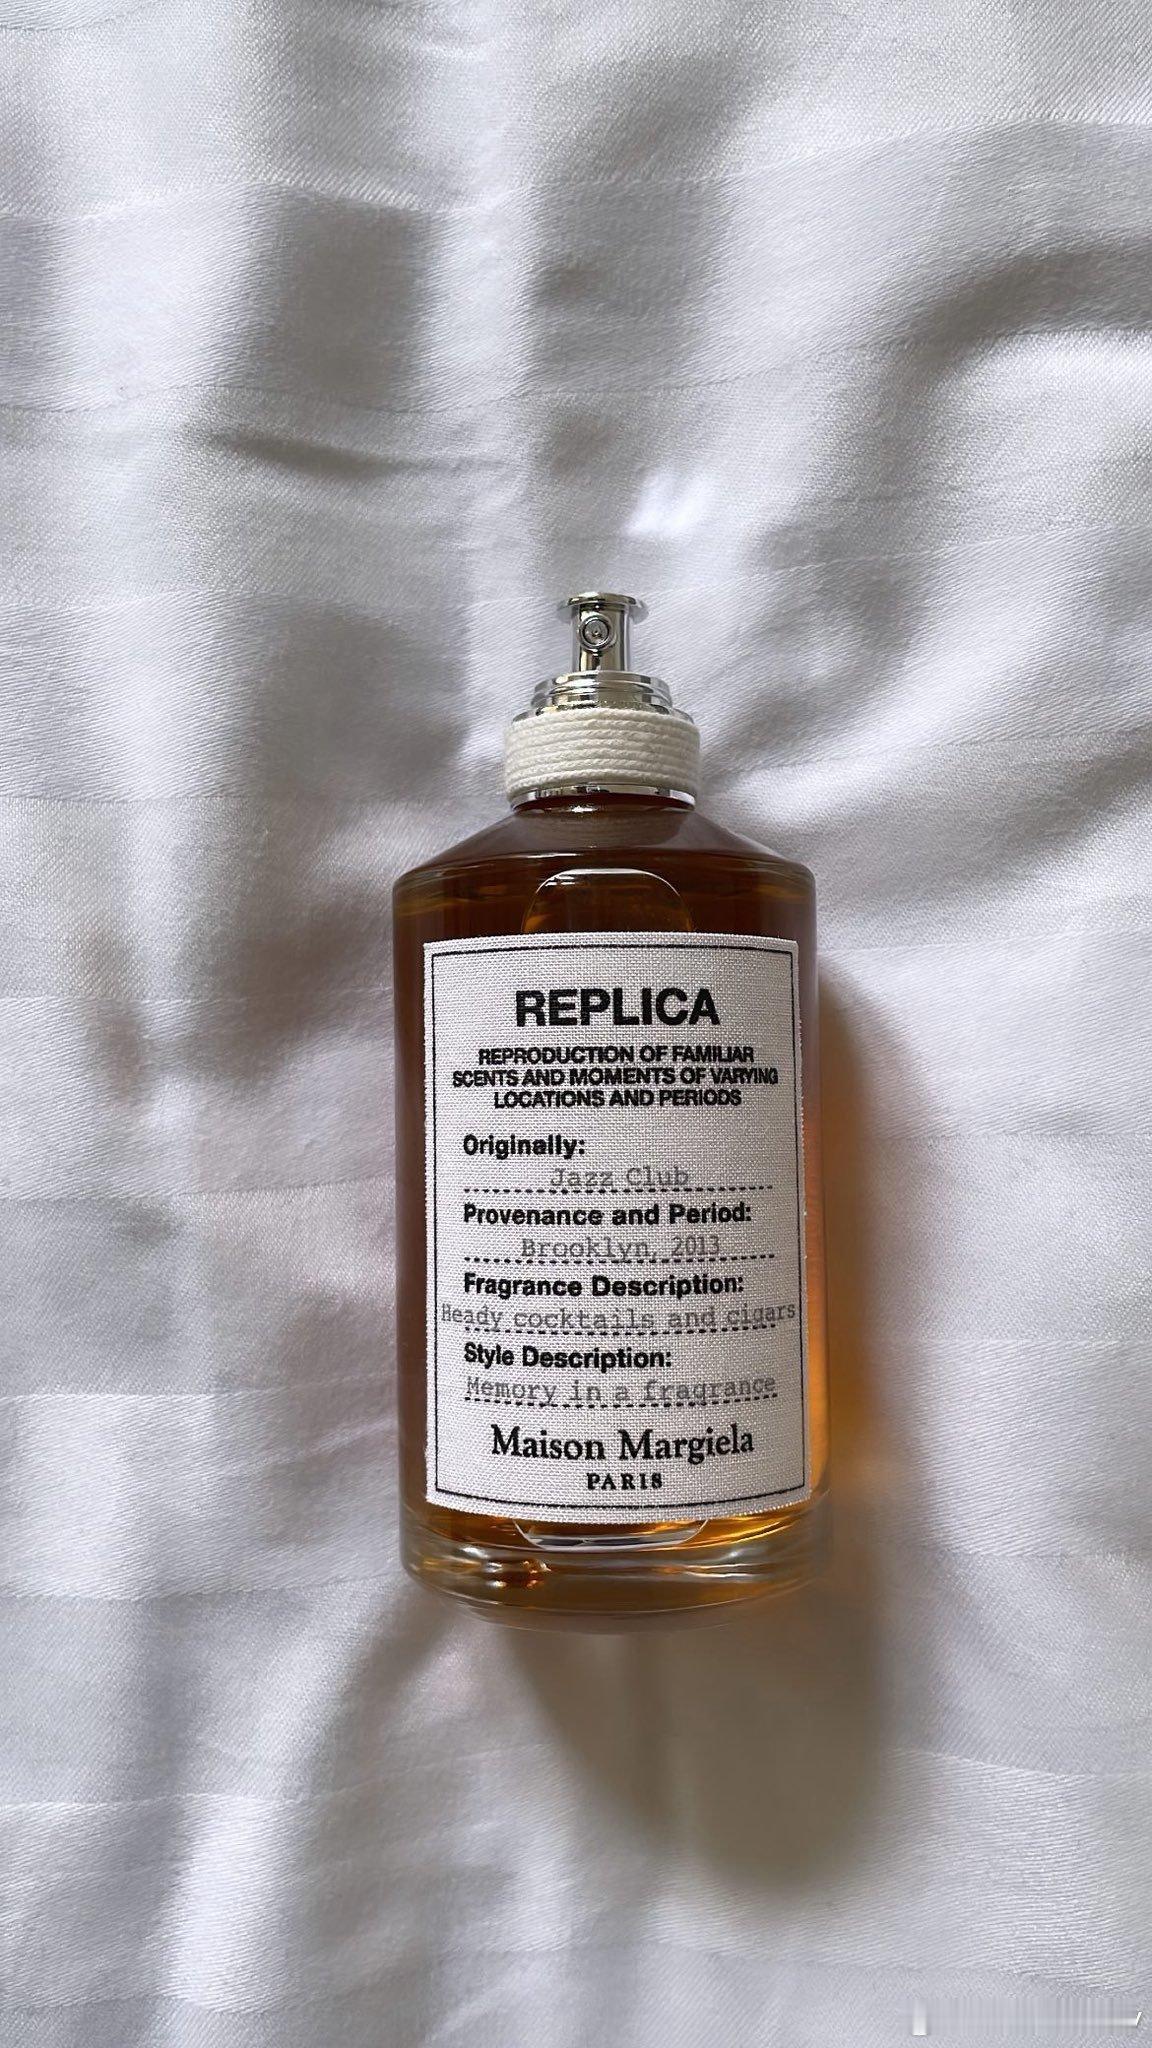 REPLICA
REPRODUCTION OF FAMILIAR
SCENTS AND MOMENTS OF VARYING
LOCATIONS AND PERIODS
Originally:
Jazz Club
Provenance and Period:
Brooklyn, 2013
Fragrance Description:
Heady cocktails and cigars
Style Description:
Memory in a fragrance
Maison Margiela
PARIS